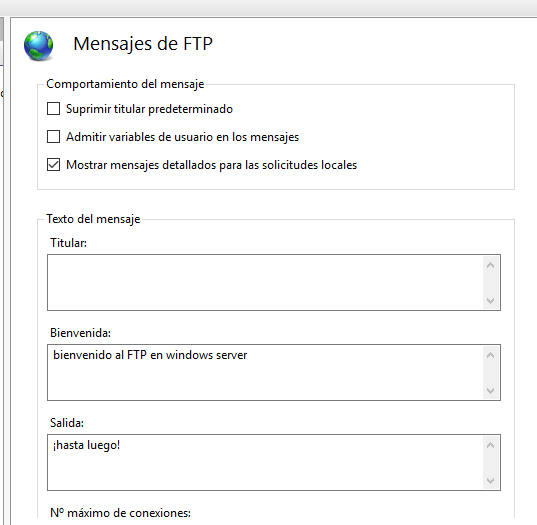 Mensajes de FTP
Comportamiento del mensaje
Suprimir titular predeterminado
Admitir variables de usuario en los mensajes
Mostrar mensajes detallados para las solicitudes locales
Texto del mensaje
Titular:
Bienvenida:
bienvenido al FTP en windows server
Salida:
¡hasta luego!
Nº máximo de conexiones: